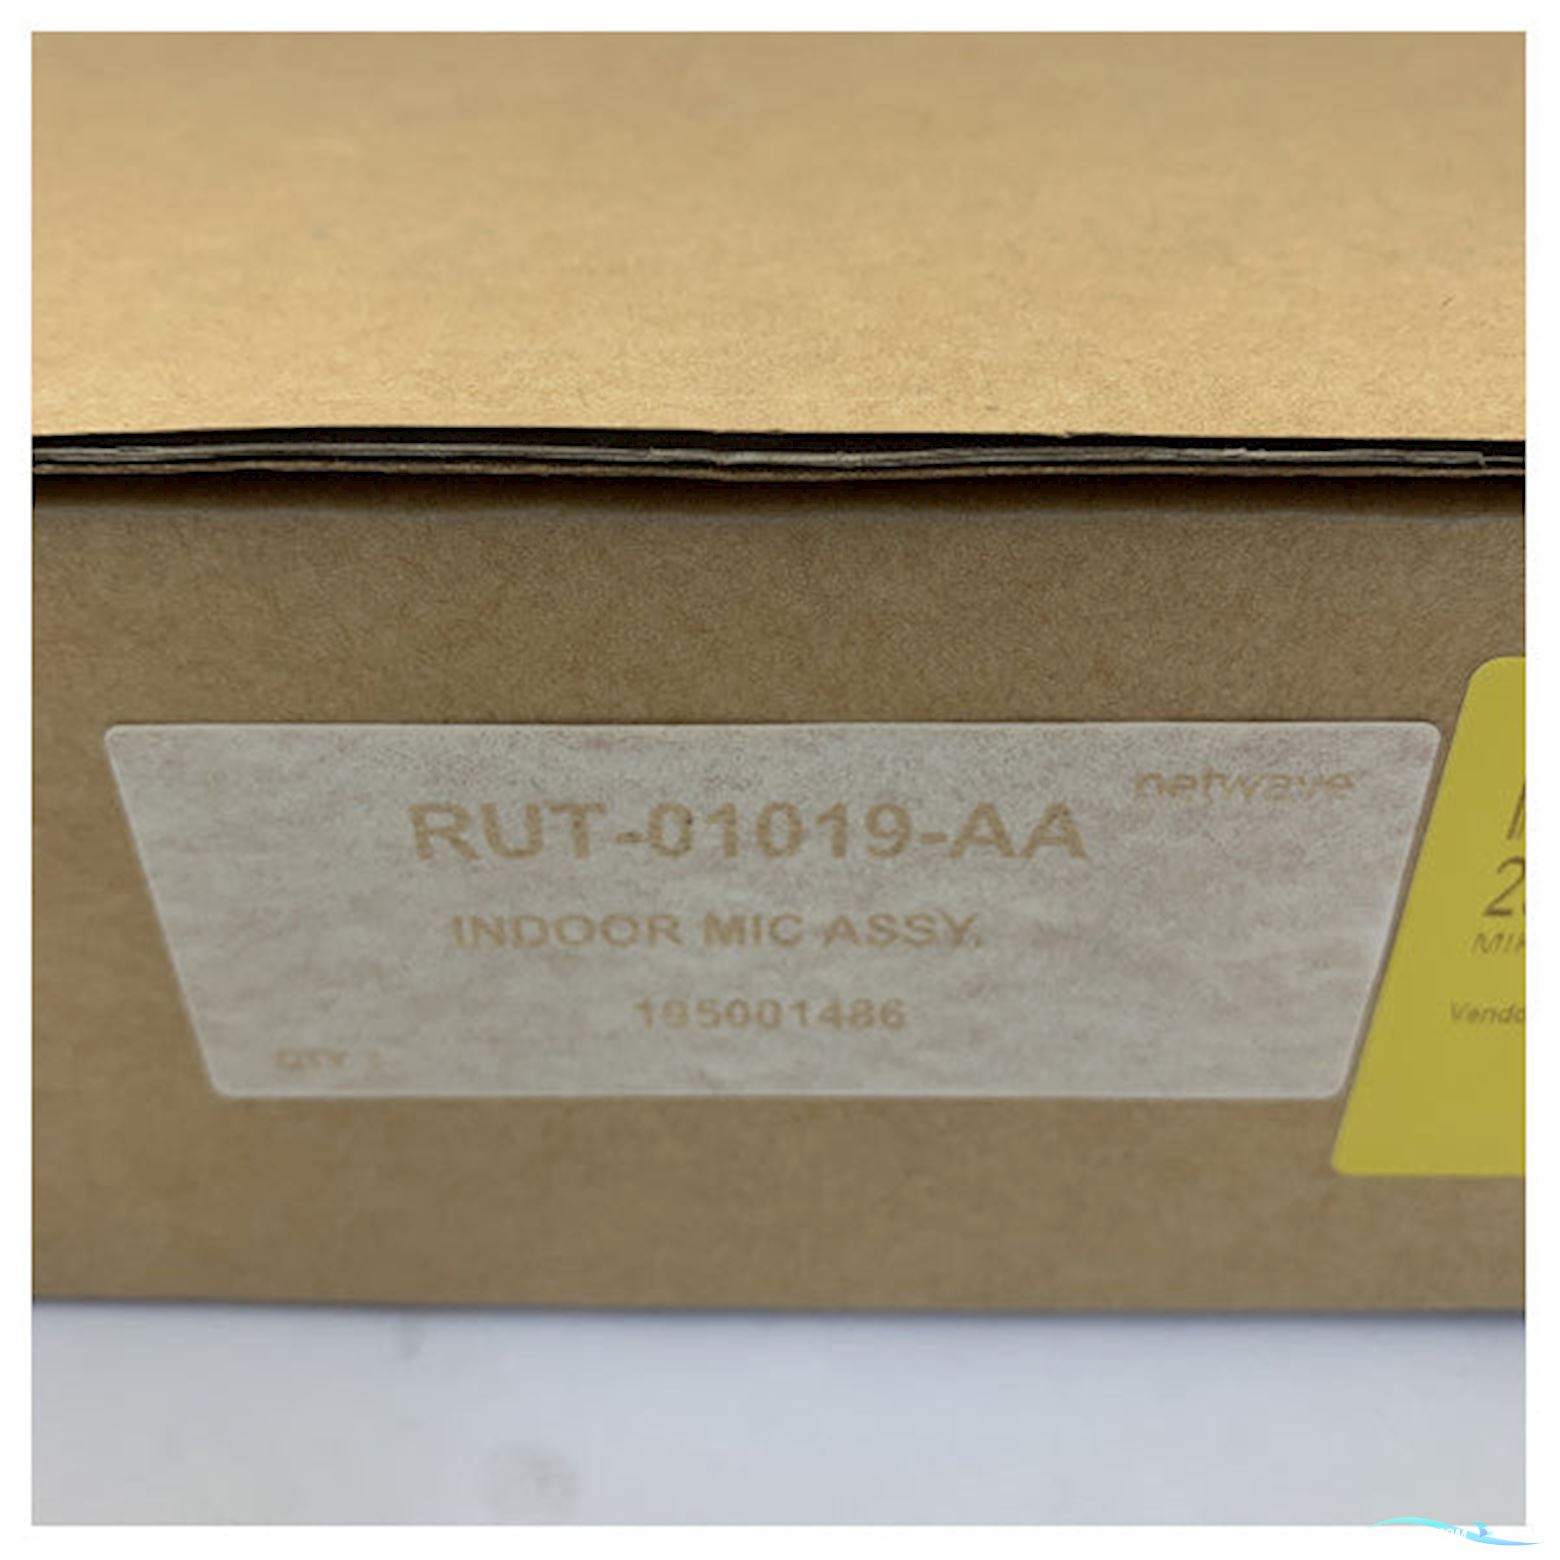 netwave
RUT-01019-AA
INDOOR MIC ASSY.
195001486
QTY 1